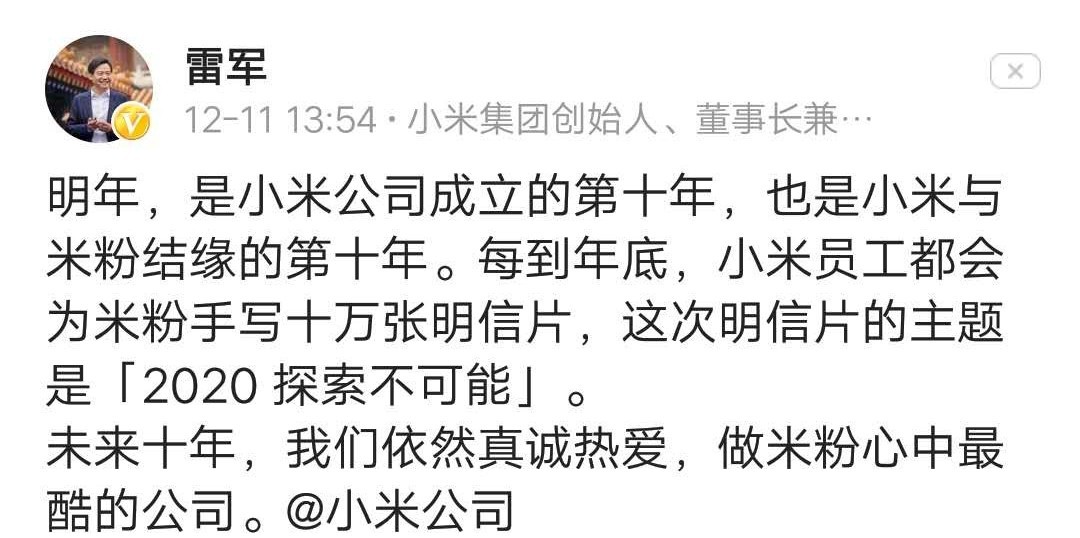 雷军
12-11 13:54 · 小米集团创始人、董事长兼…
明年，是小米公司成立的第十年，也是小米与
米粉结缘的第十年。每到年底，小米员工都会
为米粉手写十万张明信片，这次明信片的主题
是「2020 探索不可能」。
未来十年，我们依然真诚热爱，做米粉心中最
酷的公司。@小米公司